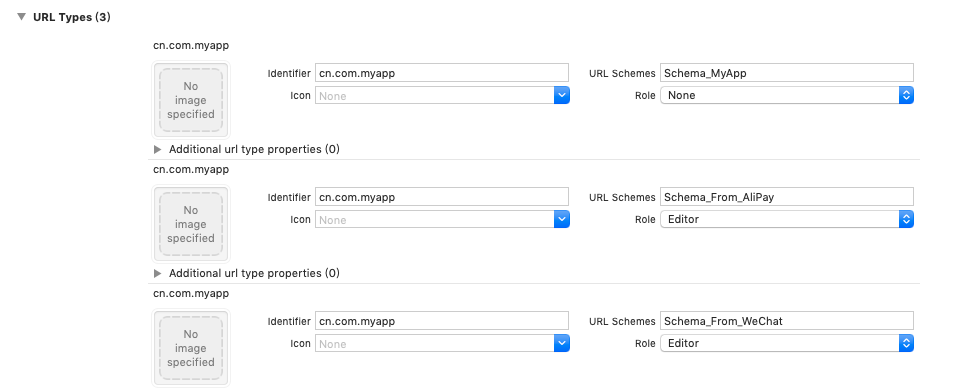 URL Types (3)
cn.com.myapp
No image specified
Identifier cn.com.myapp URL Schemes Schema_MyApp
Icon None Role None
Additional url type properties (0)
cn.com.myapp
No image specified
Identifier cn.com.myapp URL Schemes Schema_From_AliPay
Icon None Role Editor
Additional url type properties (0)
cn.com.myapp
No image specified
Identifier cn.com.myapp URL Schemes Schema_From_WeChat
Icon None Role Editor